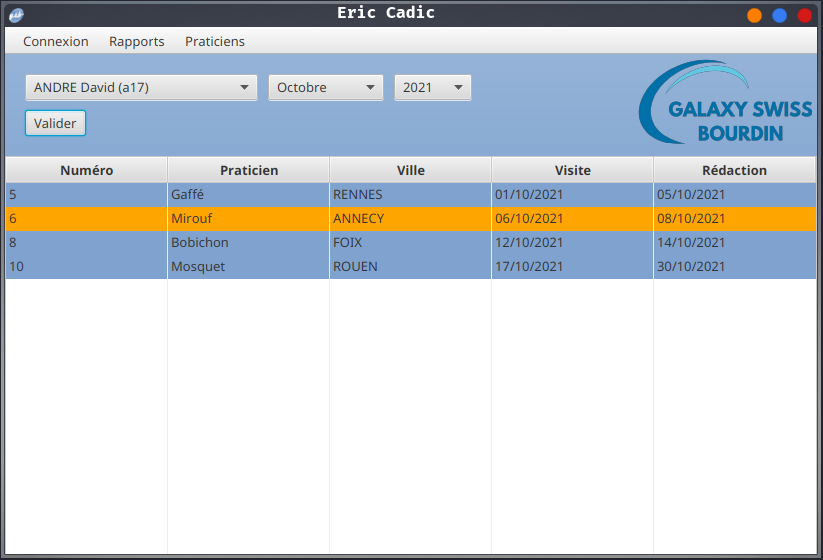 Eric Cadic
Connexion Rapports Praticiens
ANDRE David (a17) Octobre 2021
Valider
GALAXY SWISS
BOURDIN
Numéro Praticien Ville Visite Rédaction
5 Gaffé RENNES 01/10/2021 05/10/2021
6 Mirouf ANNECY 06/10/2021 08/10/2021
8 Bobichon FOIX 12/10/2021 14/10/2021
10 Mosquet ROUEN 17/10/2021 30/10/2021